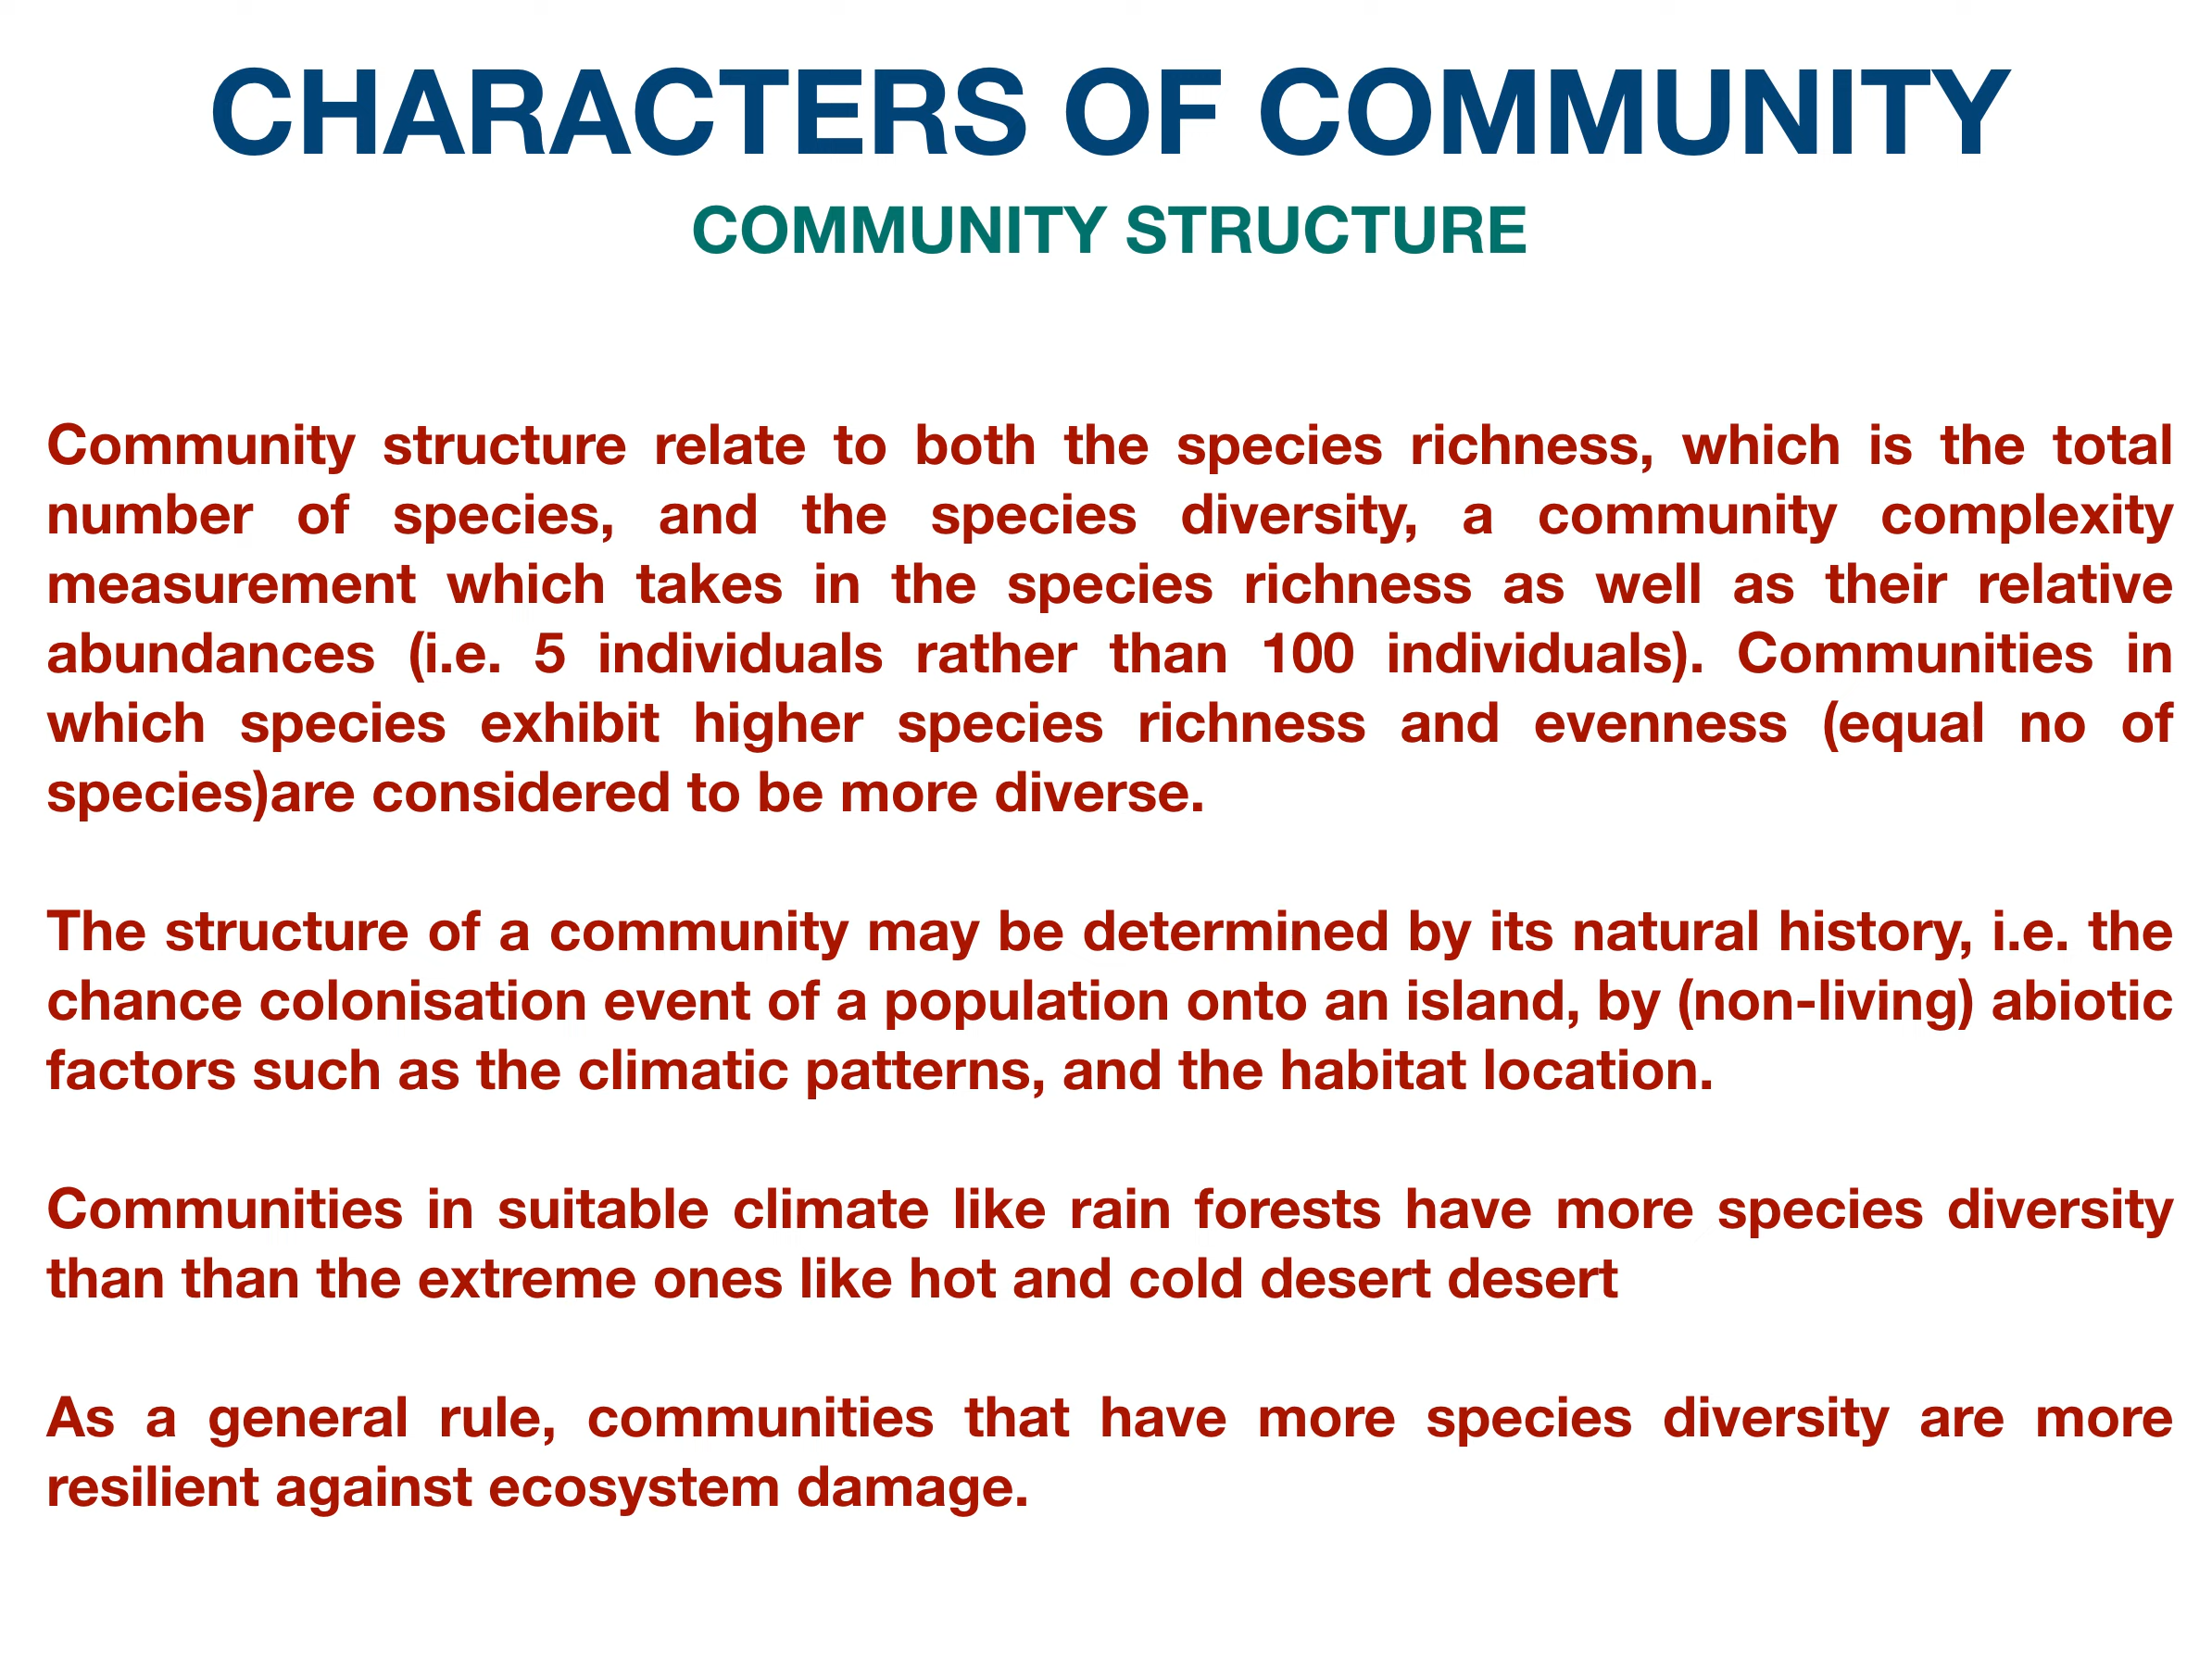 CHARACTERS OF COMMUNITY
COMMUNITY STRUCTURE
Community structure relate to both the species richness, which is the total
number of species, and the species diversity, a community complexity
measurement which takes in the species richness as well as their relative
abundances (i.e. 5 individuals rather than 100 individuals). Communities in
which species exhibit higher species richness and evenness (equal no of
species)are considered to be more diverse.
The structure of a community may be determined by its natural history, i.e. the
chance colonisation event of a population onto an island, by (non-living) abiotic
factors such as the climatic patterns, and the habitat location.
Communities in suitable climate like rain forests have more species diversity
than than the extreme ones like hot and cold desert desert
As a general rule, communities that have more species diversity are more
resilient against ecosystem damage.